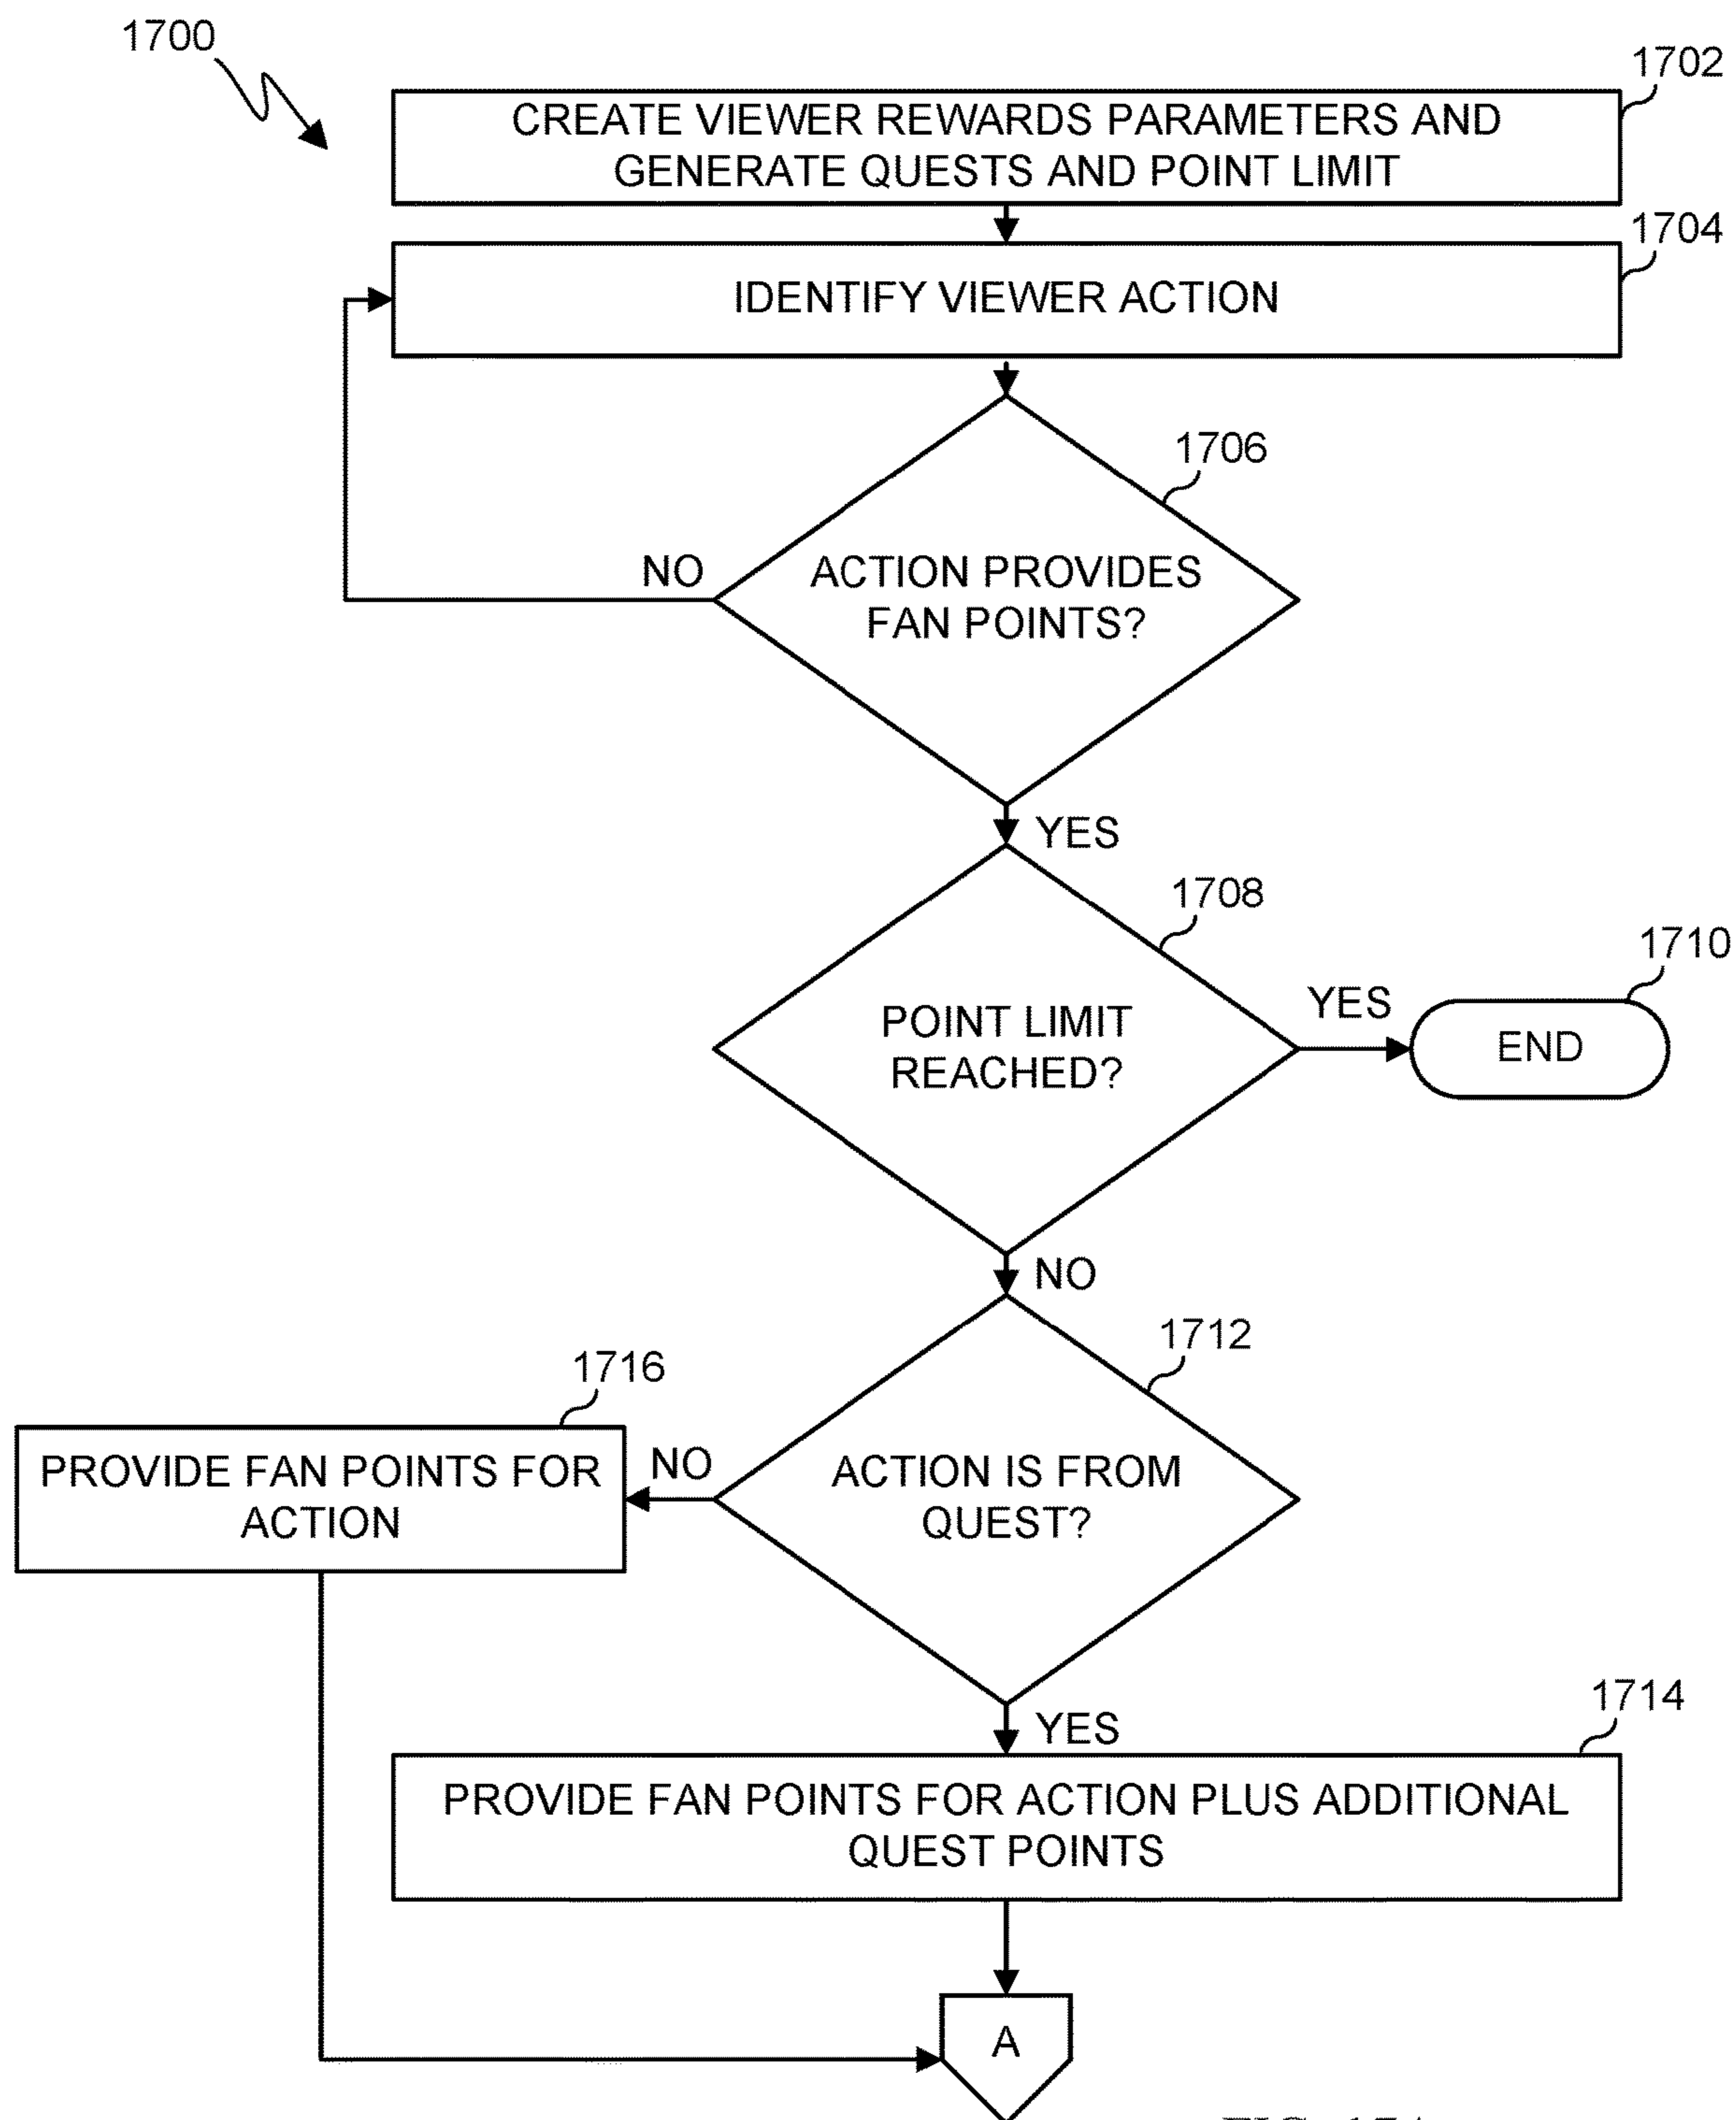 1700
1702
CREATE VIEWER REWARDS PARAMETERS AND
GENERATE QUESTS AND POINT LIMIT
1704
IDENTIFY VIEWER ACTION
1706
NO
ACTION PROVIDES
FAN POINTS?
YES
1708
1710
YES
POINT LIMIT
REACHED?
END
NO
1712
1716
PROVIDE FAN POINTS FOR
ACTION
NO
ACTION IS FROM
QUEST?
1714
YES
PROVIDE FAN POINTS FOR ACTION PLUS ADDITIONAL
QUEST POINTS
A